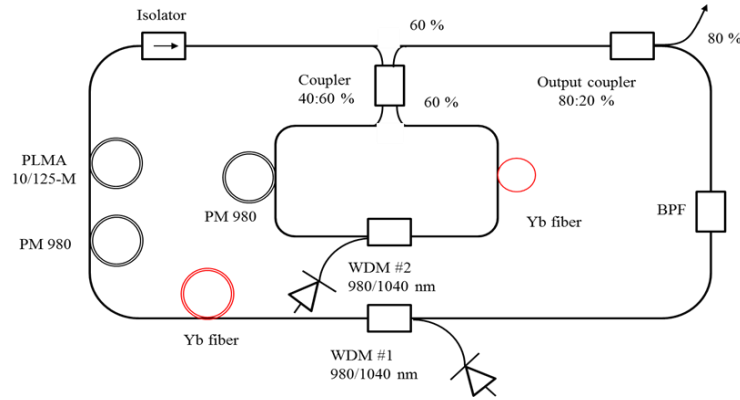 Isolator
60 %
80 %
Coupler
40:60 %
60 %
Output coupler
80:20 %
PLMA
10/125-M
PM 980
PM 980
Yb fiber
BPF
WDM #2
980/1040 nm
Yb fiber
WDM #1
980/1040 nm